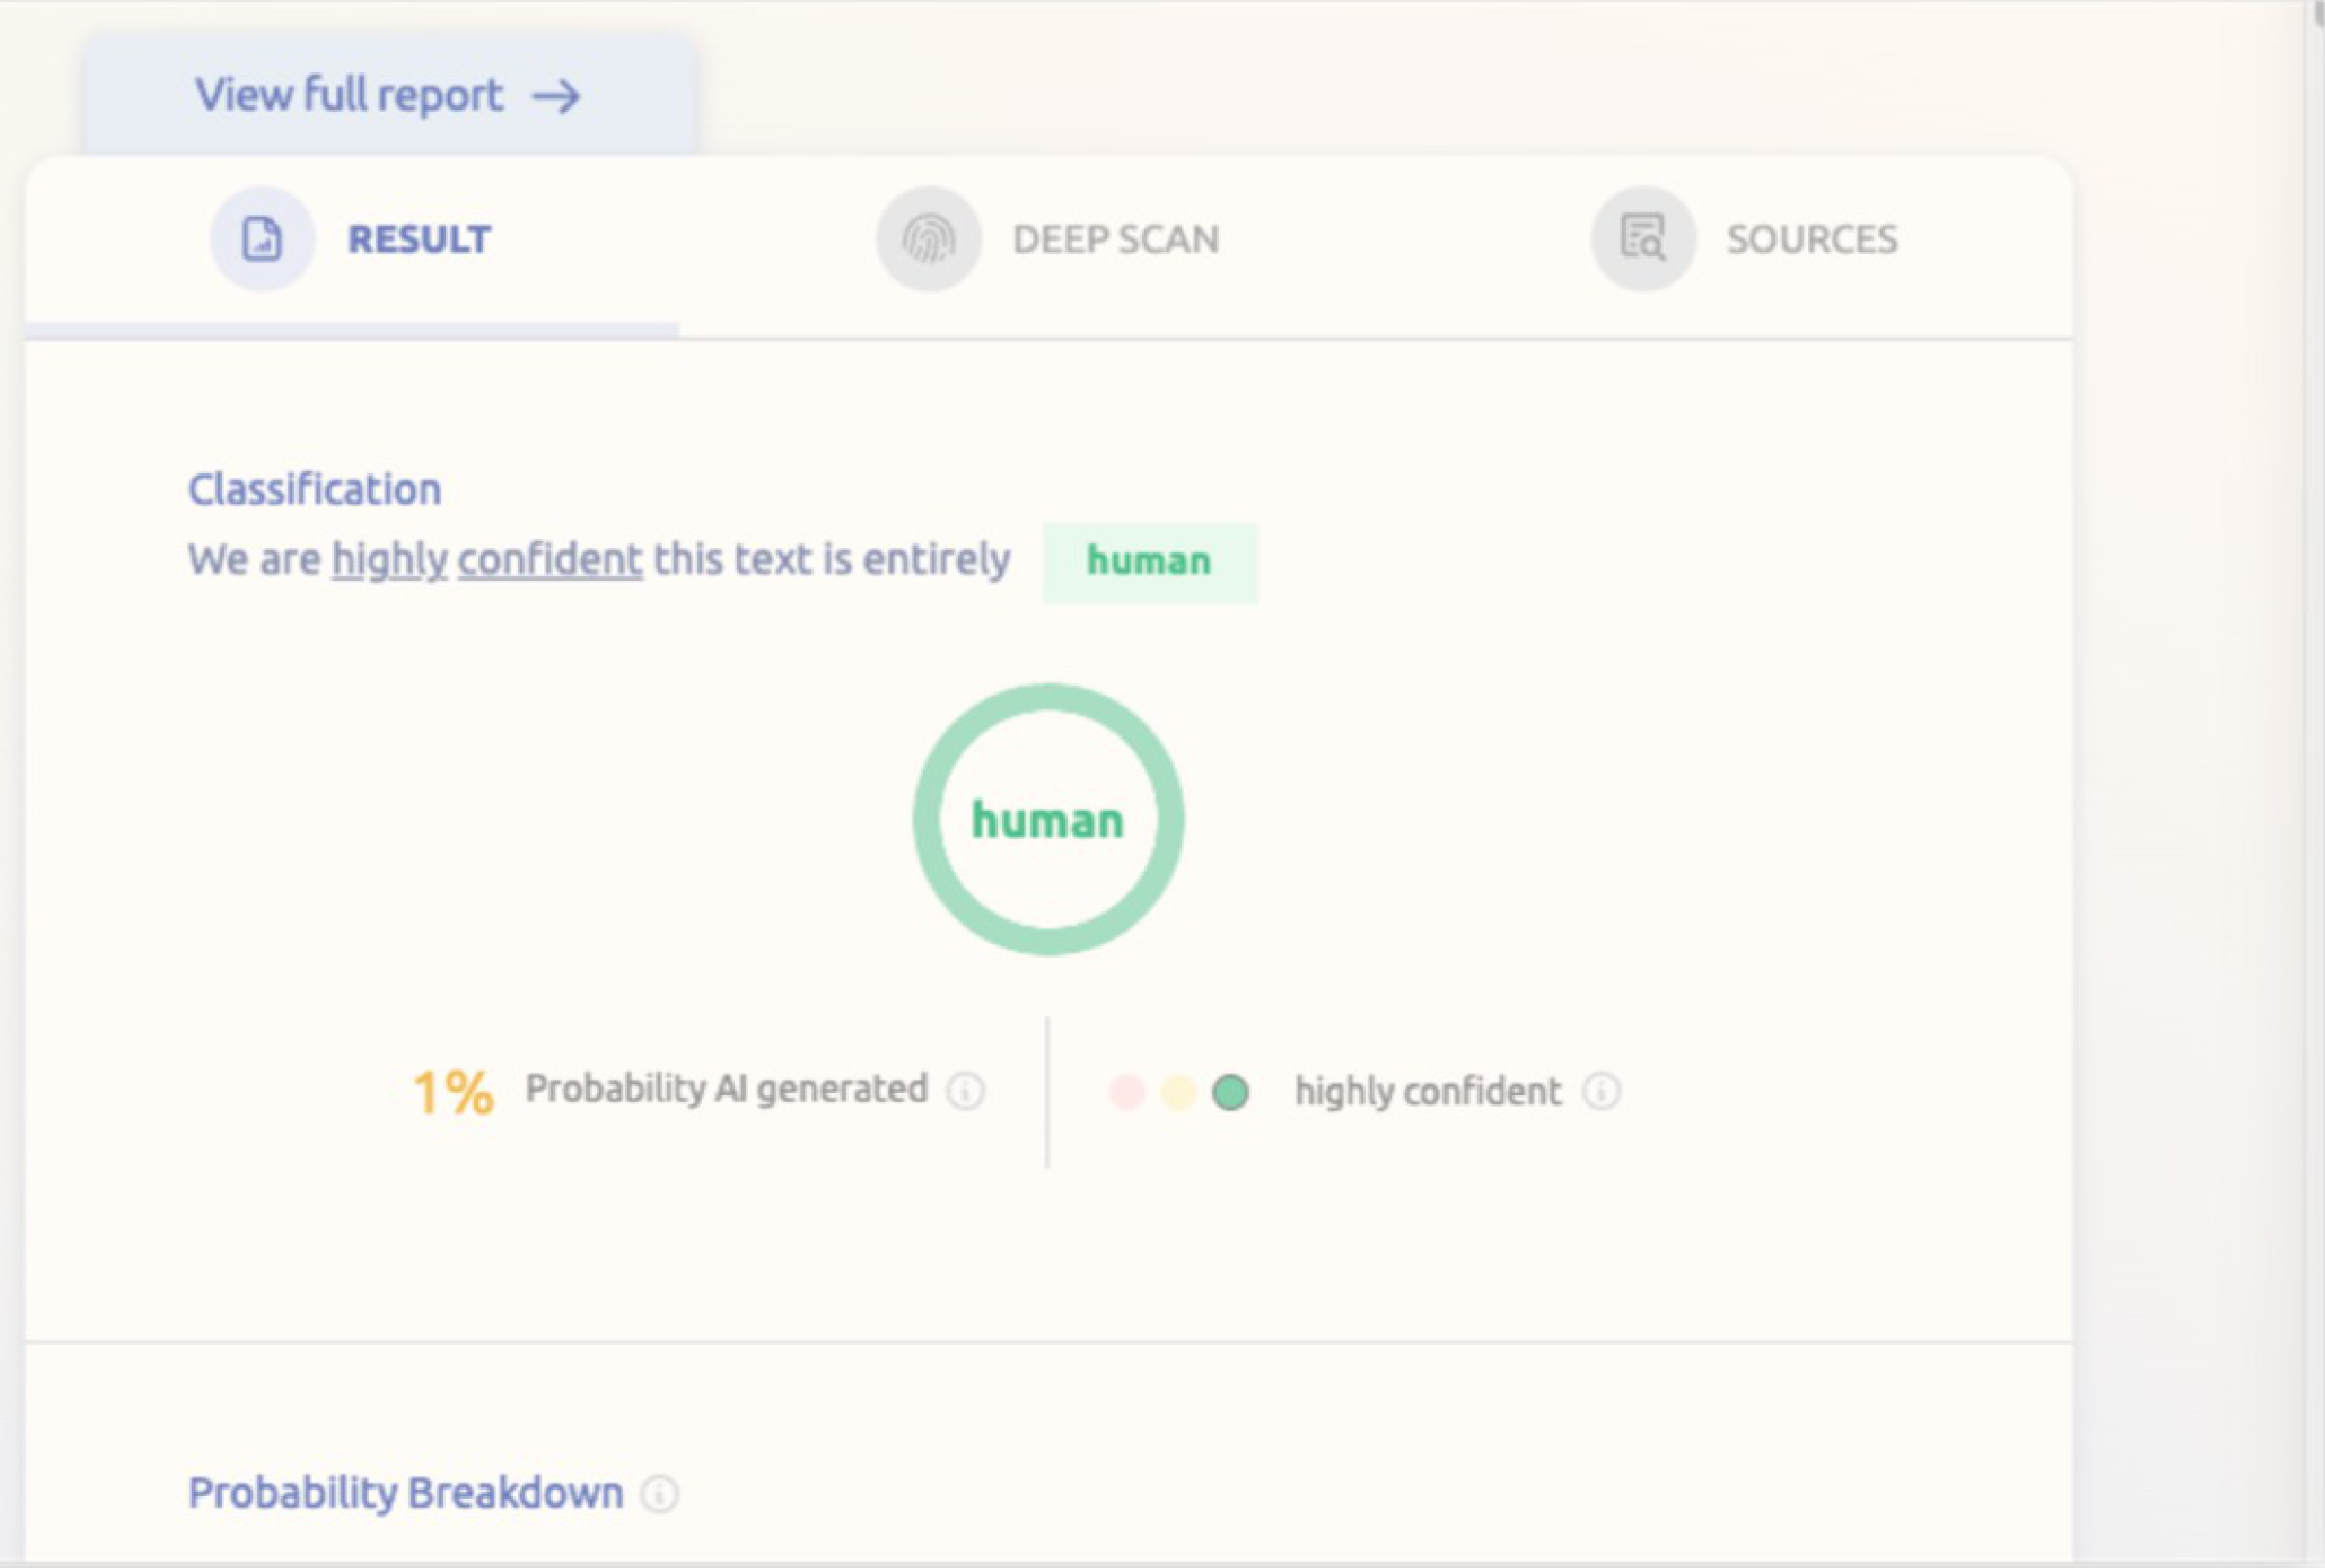 View full report →
RESULT
DEEP SCAN
SOURCES
Classification
We are highly confident this text is entirely human
human
1% Probability AI generated
highly confident
Probability Breakdown